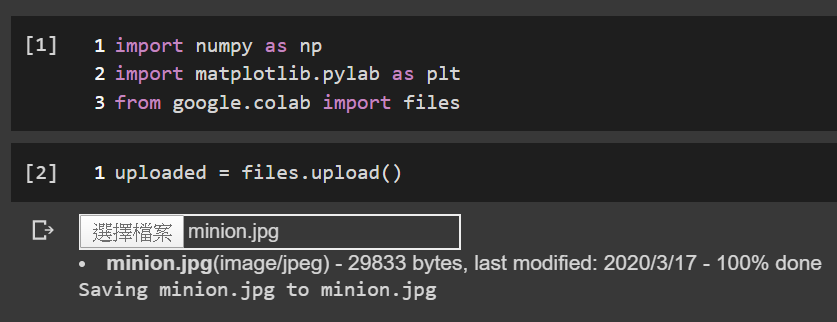 [1] 1 import numpy as np
2 import matplotlib.pylab as plt
3 from google.colab import files
[2] 1 uploaded = files.upload()
選擇檔案 minion.jpg
• minion.jpg(image/jpeg) - 29833 bytes, last modified: 2020/3/17 - 100% done
Saving minion.jpg to minion.jpg